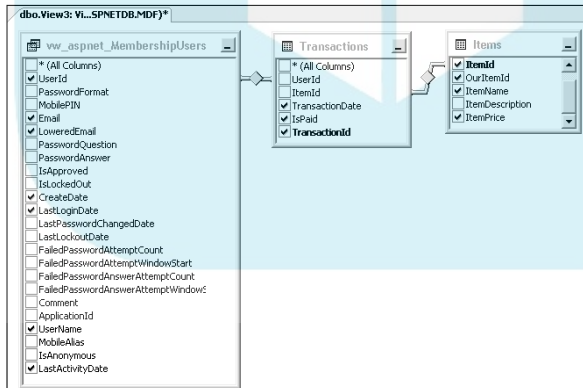 dbo.View3: Vi...SPNETDB.MDF)*
vw_aspnet_MembershipUsers
* (All Columns)
UserId
PasswordFormat
MobilePIN
Email
LoweredEmail
PasswordQuestion
PasswordAnswer
IsApproved
IsLockedOut
CreateDate
LastLoginDate
LastPasswordChangedDate
LastLockoutDate
FailedPasswordAttemptCount
FailedPasswordAttemptWindowStart
FailedPasswordAnswerAttemptCount
FailedPasswordAnswerAttemptWindowS
Comment
ApplicationId
UserName
MobileAlias
IsAnonymous
LastActivityDate
Transactions
* (All Columns)
UserId
ItemId
TransactionDate
IsPaid
TransactionId
Items
ItemId
OurItemId
ItemName
ItemDescription
ItemPrice